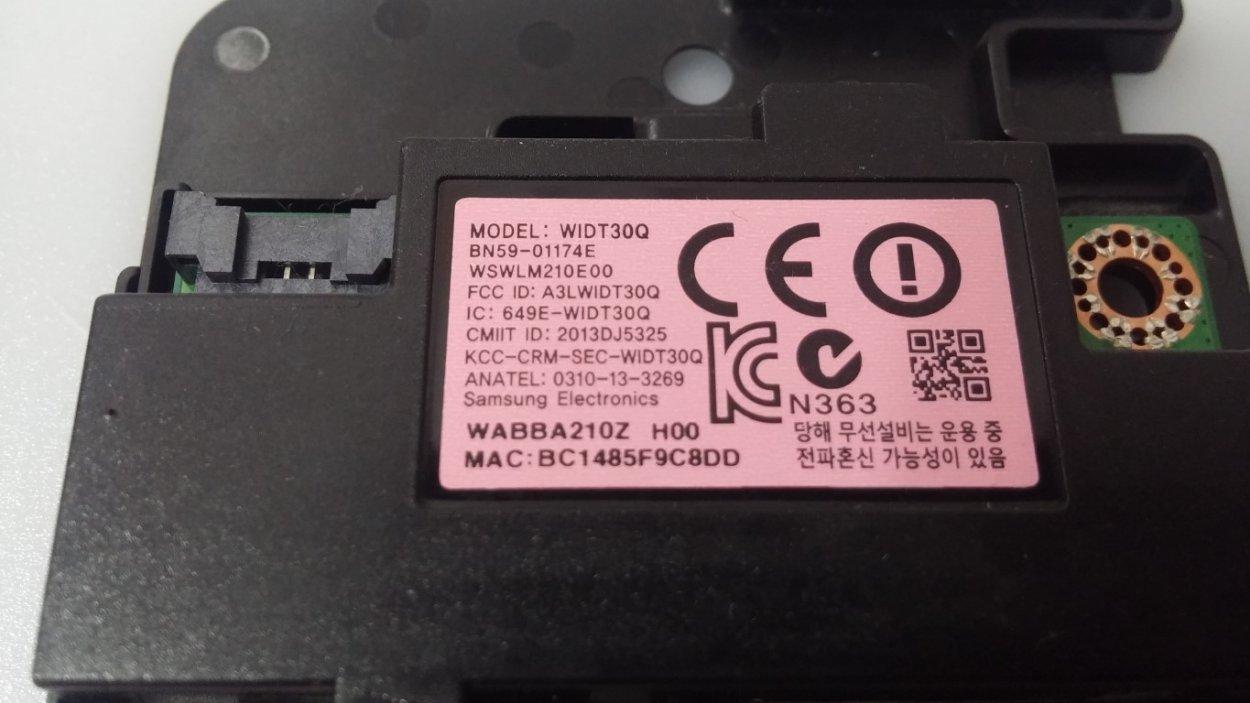 MODEL: WIDT30Q
BN59-01174E
WSWLM210E00
FCC ID: A3LWIDT30Q
IC: 649E-WIDT30Q
CMIIT ID: 2013DJ5325
KCC-CRM-SEC-WIDT30Q
ANATEL: 0310-13-3269
Samsung Electronics
WABBA210Z H00
MAC:BC1485F9C8DD
CE
KC
N363
당해 무선설비는 운용 중
전파혼신 가능성이 있음